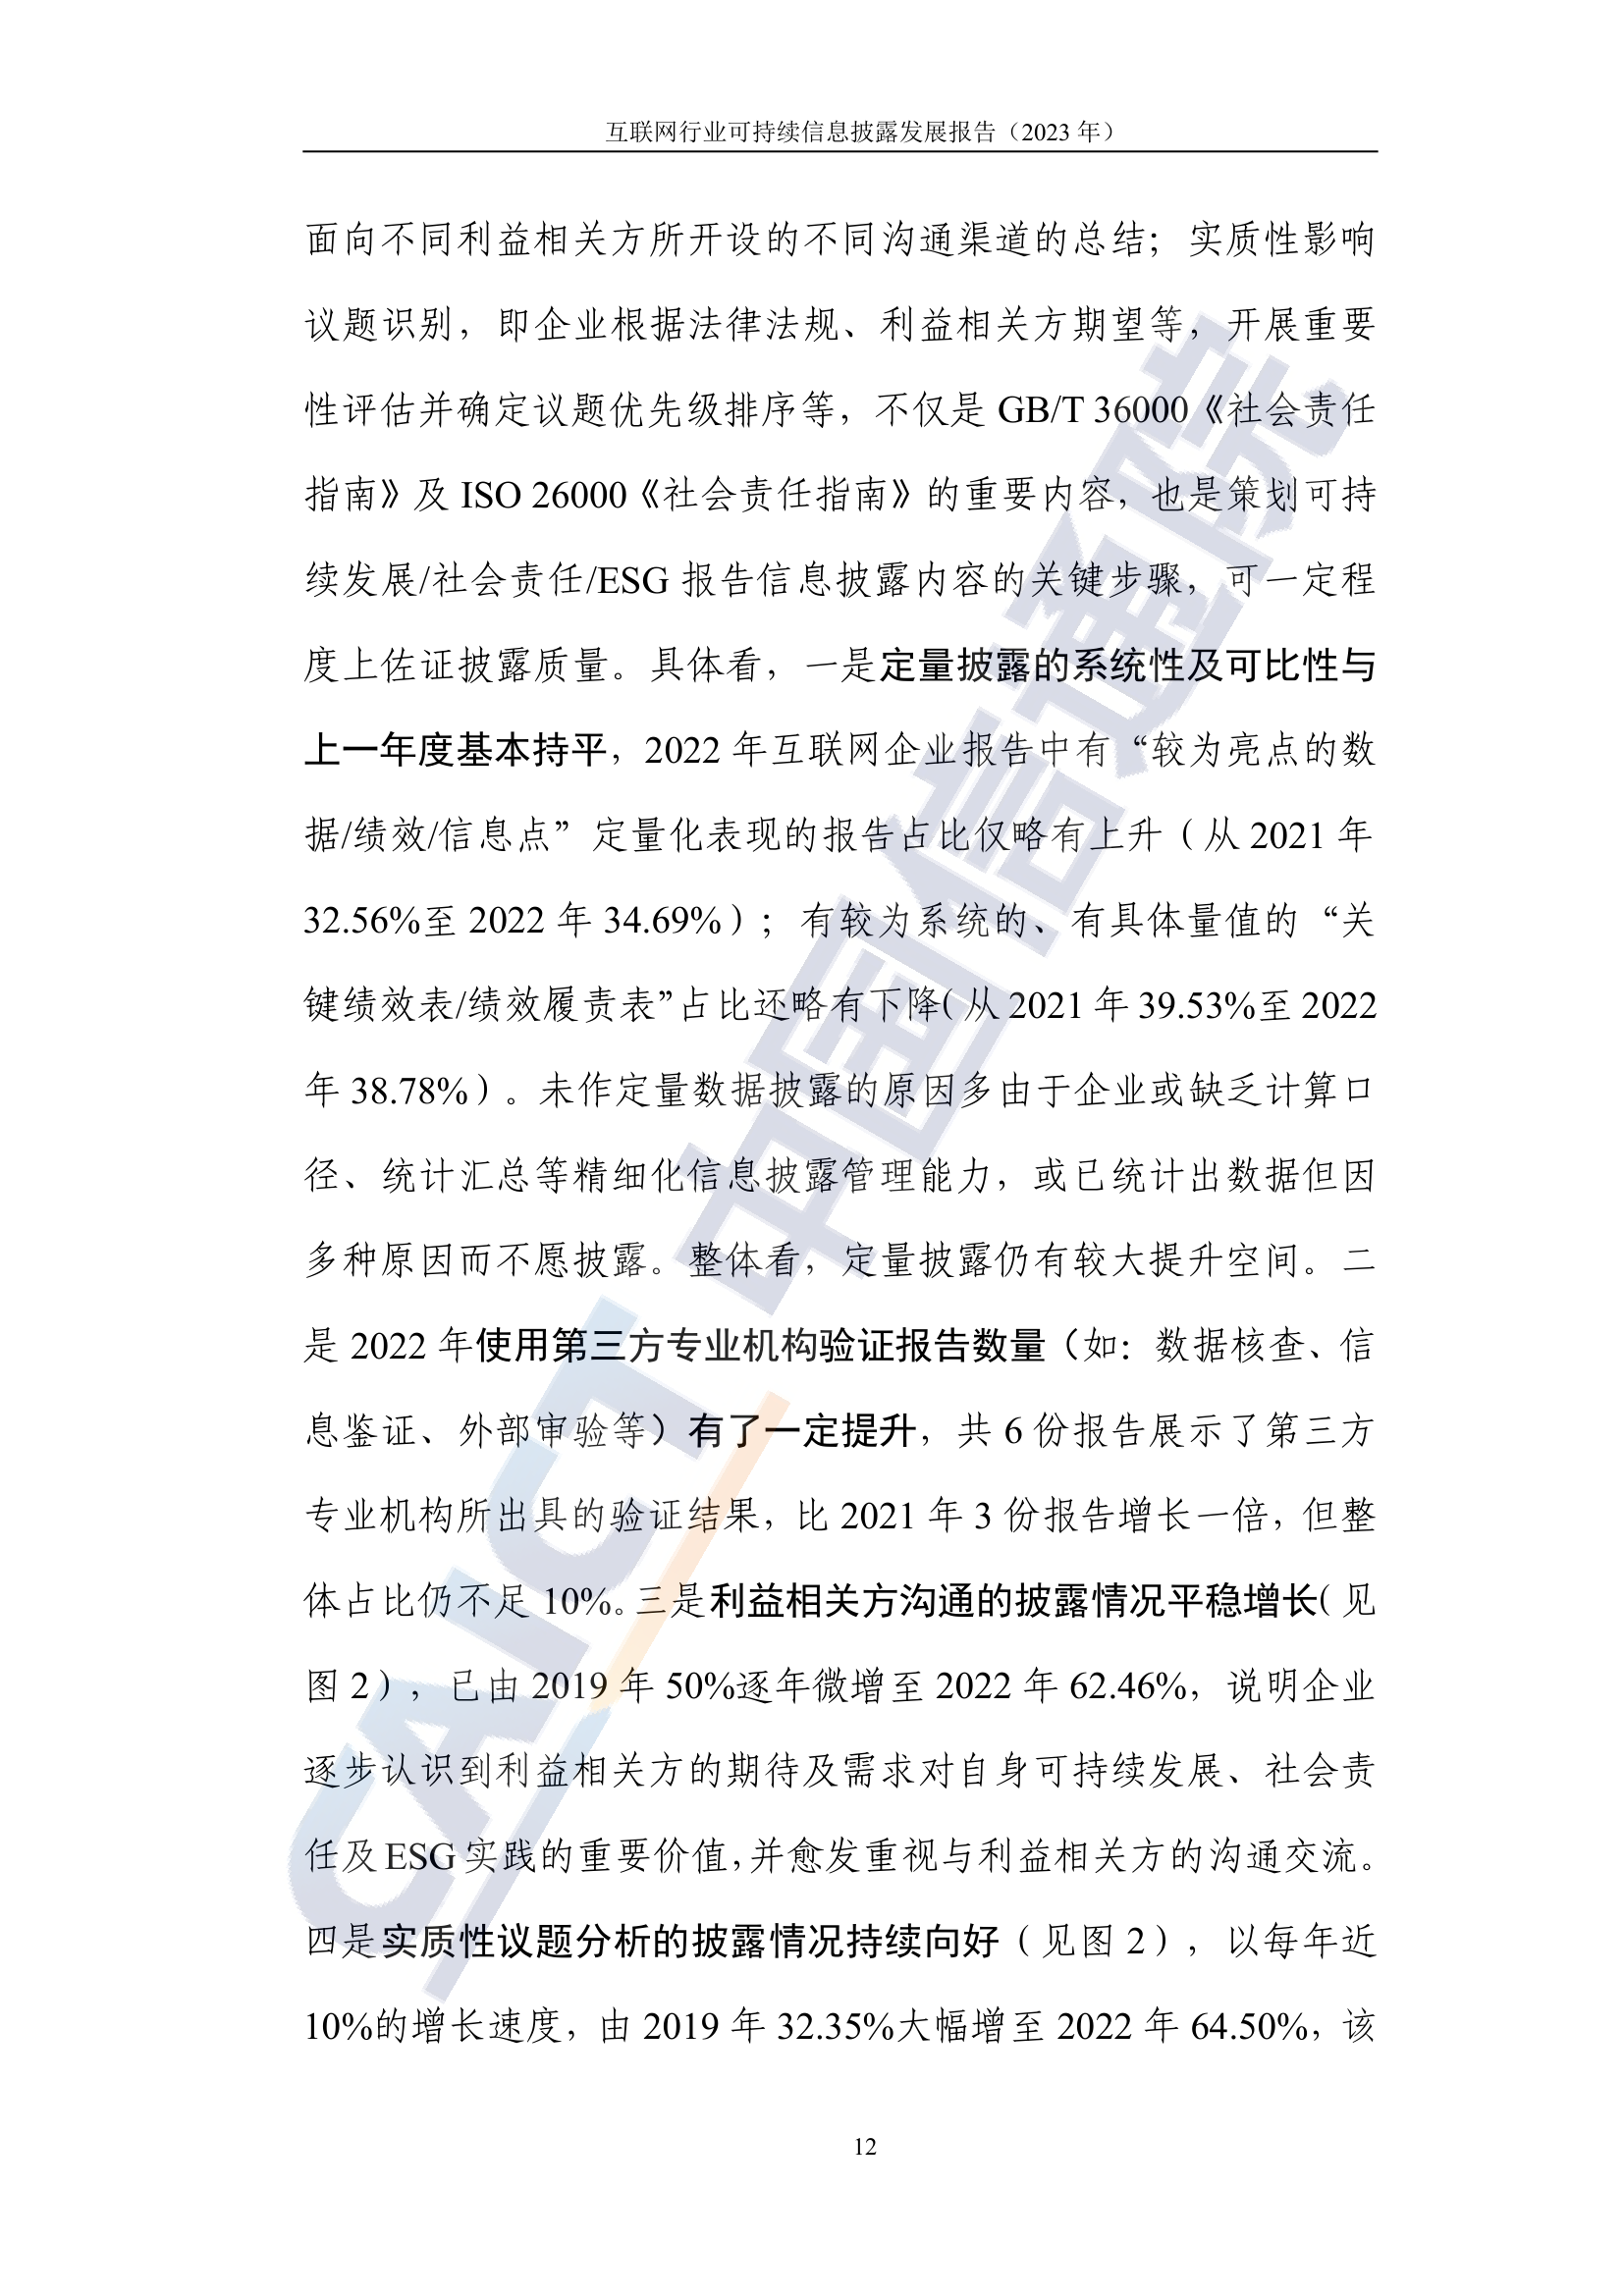 互联网行业可持续信息披露发展报告（2023 年）
面向不同利益相关方所开设的不同沟通渠道的总结；实质性影响
议题识别，即企业根据法律法规、利益相关方期望等，开展重要
性评估并确定议题优先级排序等，不仅是 GB/T 36000《社会责任
指南》及 ISO 26000《社会责任指南》的重要内容，也是策划可持
续发展/社会责任/ESG 报告信息披露内容的关键步骤，可一定程
度上佐证披露质量。具体看，一是定量披露的系统性及可比性与
上一年度基本持平，2022 年互联网企业报告中有“较为亮点的数
据/绩效/信息点”定量化表现的报告占比仅略有上升（从 2021 年
32.56%至 2022 年 34.69%）；有较为系统的、有具体量值的“关
键绩效表/绩效履责表”占比还略有下降（从 2021 年 39.53%至 2022
年 38.78%）。未作定量数据披露的原因多由于企业或缺乏计算口
径、统计汇总等精细化信息披露管理能力，或已统计出数据但因
多种原因而不愿披露。整体看，定量披露仍有较大提升空间。二
是 2022 年使用第三方专业机构验证报告数量（如：数据核查、信
息鉴证、外部审验等）有了一定提升，共 6 份报告展示了第三方
专业机构所出具的验证结果，比 2021 年 3 份报告增长一倍，但整
体占比仍不足 10%。三是利益相关方沟通的披露情况平稳增长（见
图 2），已由 2019 年 50%逐年微增至 2022 年 62.46%，说明企业
逐步认识到利益相关方的期待及需求对自身可持续发展、社会责
任及 ESG 实践的重要价值，并愈发重视与利益相关方的沟通交流。
四是实质性议题分析的披露情况持续向好（见图 2），以每年近
10%的增长速度，由 2019 年 32.35%大幅增至 2022 年 64.50%，该
12
CAICT 中国信通院